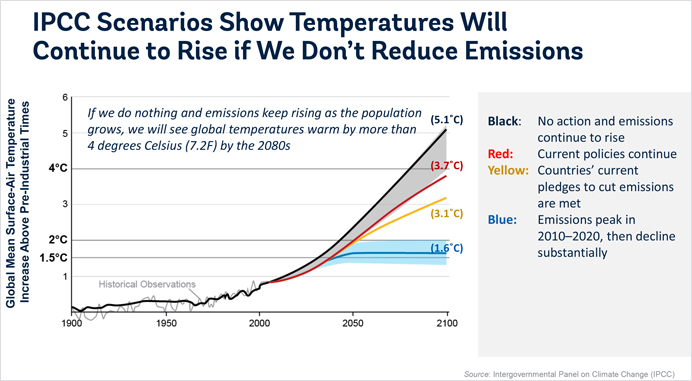 IPCC Scenarios Show Temperatures Will
Continue to Rise if We Don’t Reduce Emissions
Global Mean Surface-Air Temperature
Increase Above Pre-Industrial Times
6
5
4°C
3
2°C
1.5°C
1
If we do nothing and emissions keep rising as the population
grows, we will see global temperatures warm by more than
4 degrees Celsius (7.2F) by the 2080s
(5.1˚C)
(3.7˚C)
(3.1˚C)
(1.6˚C)
Historical Observations
1900
1950
2000
2050
2100
Black: No action and emissions
continue to rise
Red: Current policies continue
Yellow: Countries’ current
pledges to cut emissions
are met
Blue: Emissions peak in
2010–2020, then decline
substantially
Source: Intergovernmental Panel on Climate Change (IPCC)